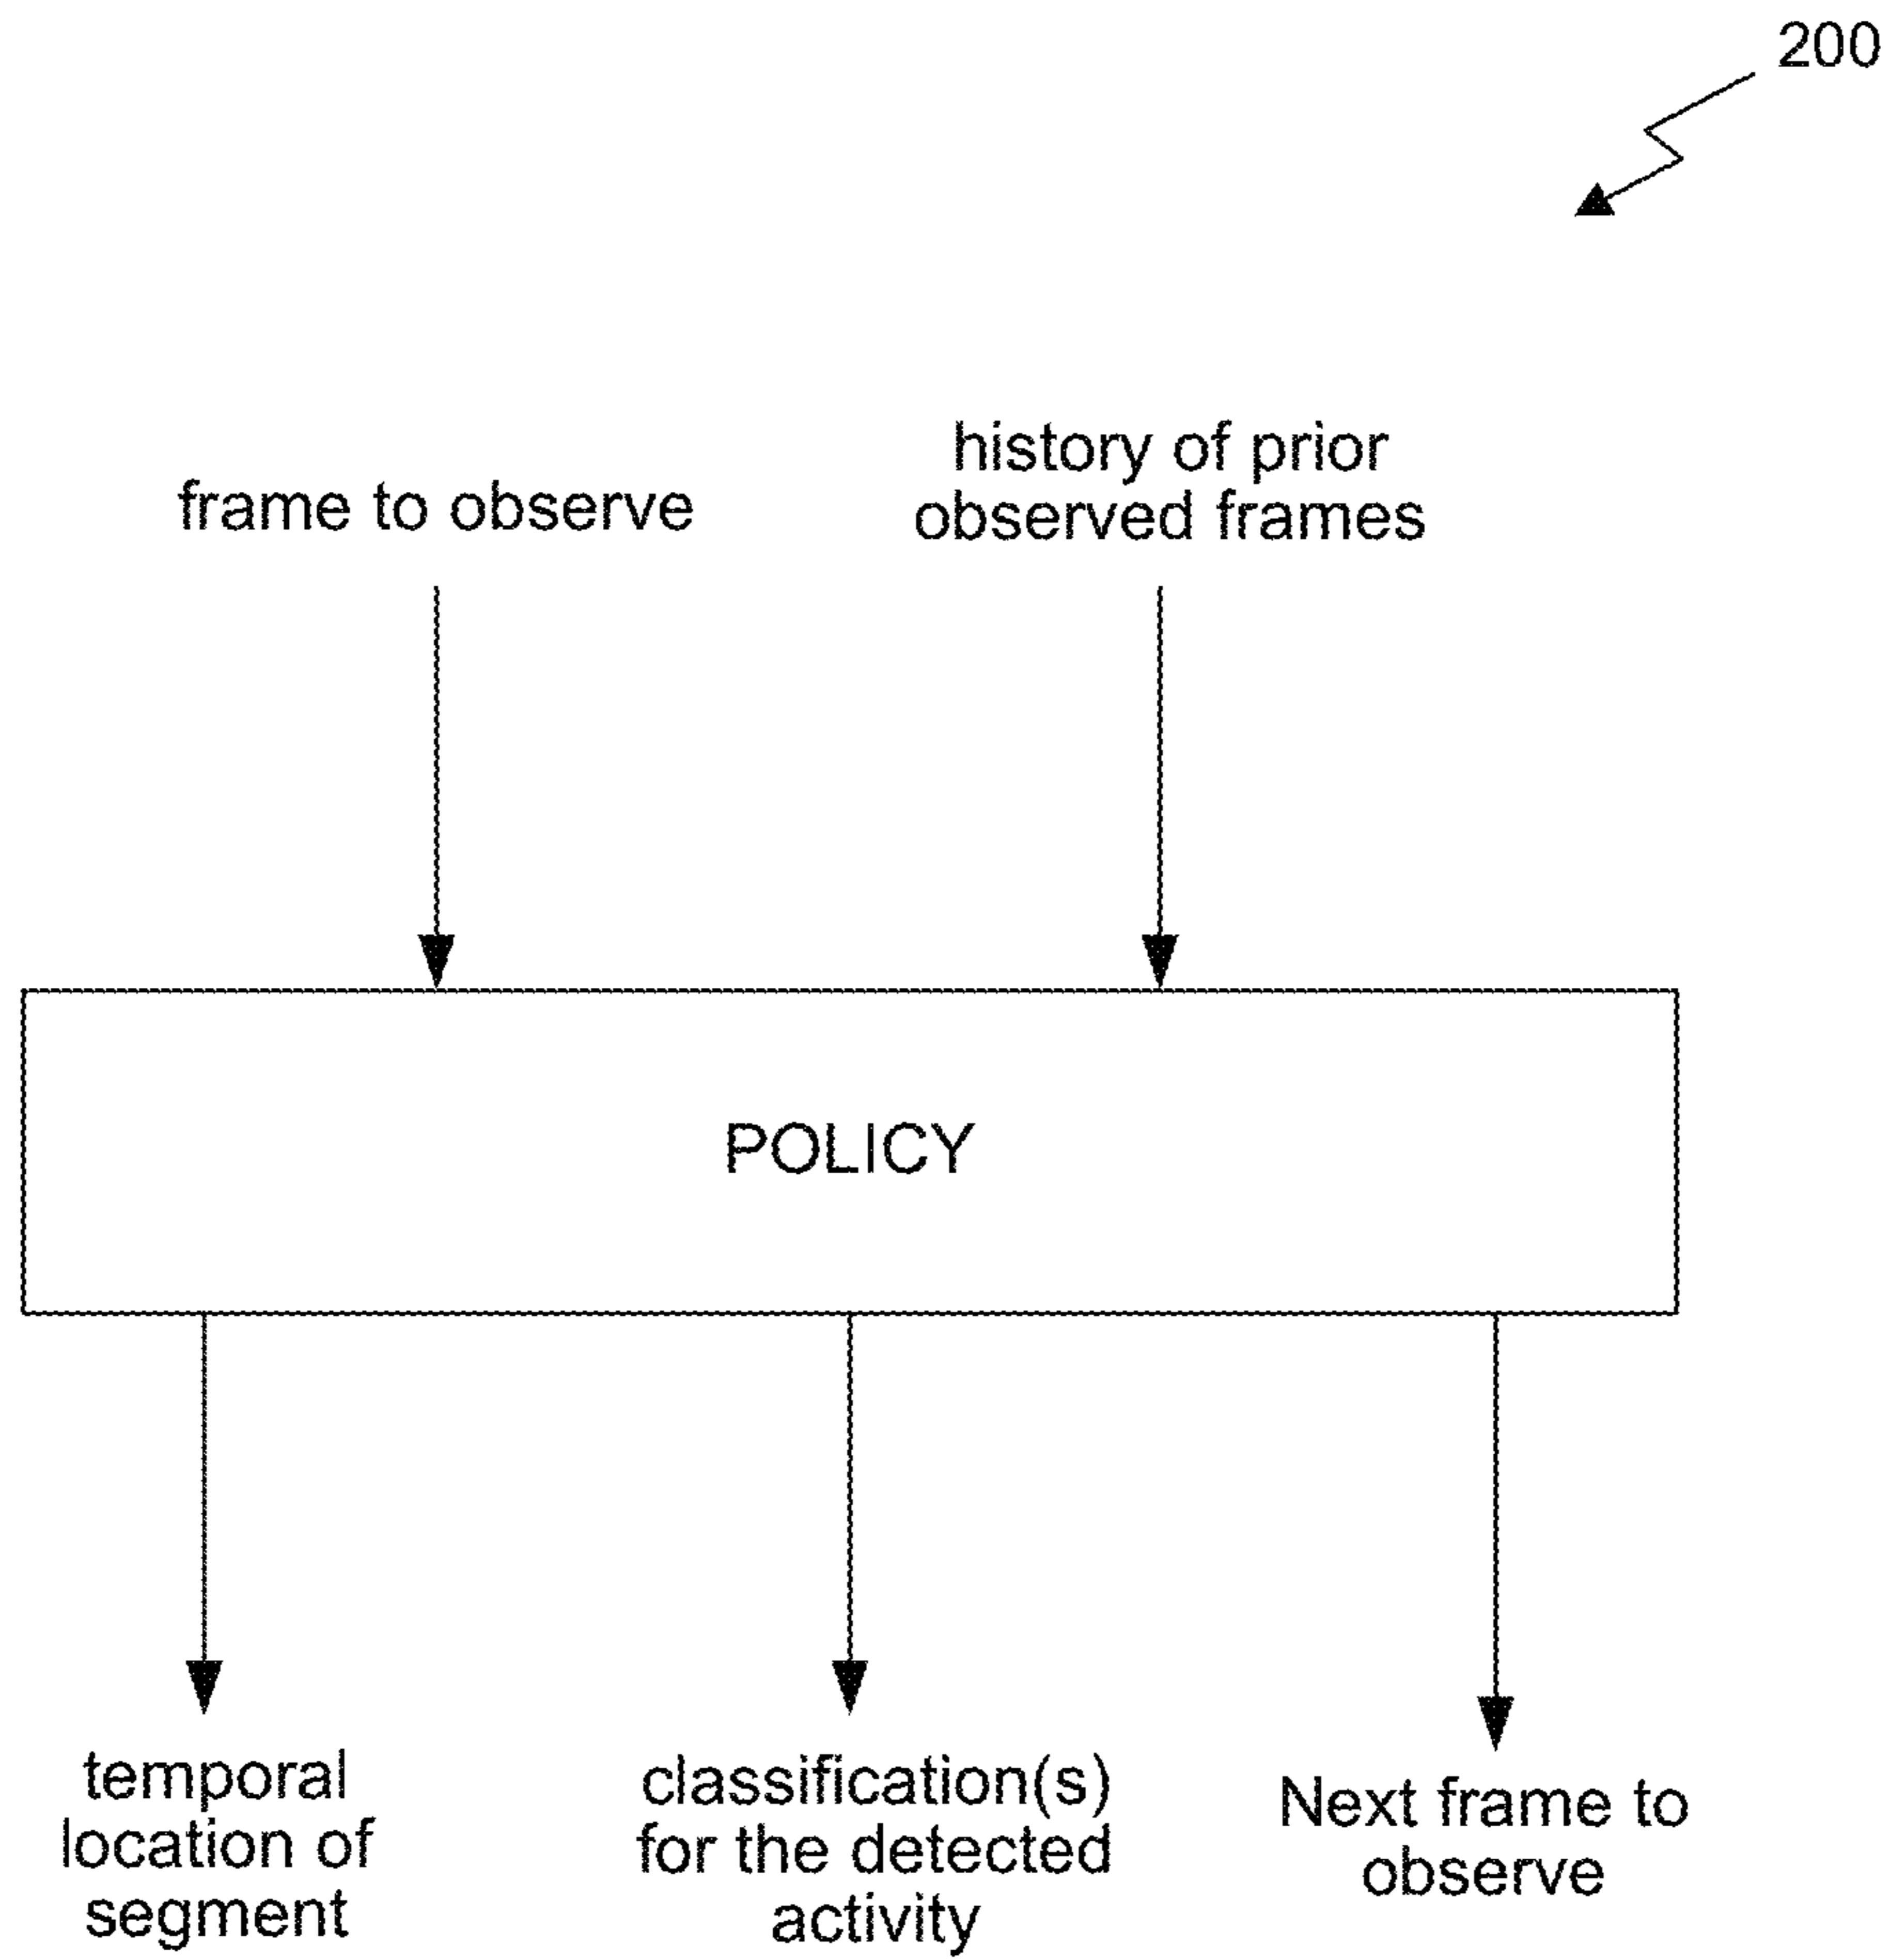 200
frame to observe
history of prior
observed frames
POLICY
temporal
location of
segment
classification(s)
for the detected
activity
Next frame to
observe